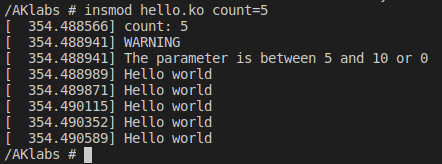 /AKlabs # insmod hello.ko count=5
[  354.488566] count: 5
[  354.488941] WARNING
[  354.488941] The parameter is between 5 and 10 or 0
[  354.488989] Hello world
[  354.489871] Hello world
[  354.490115] Hello world
[  354.490352] Hello world
[  354.490589] Hello world
/AKlabs #